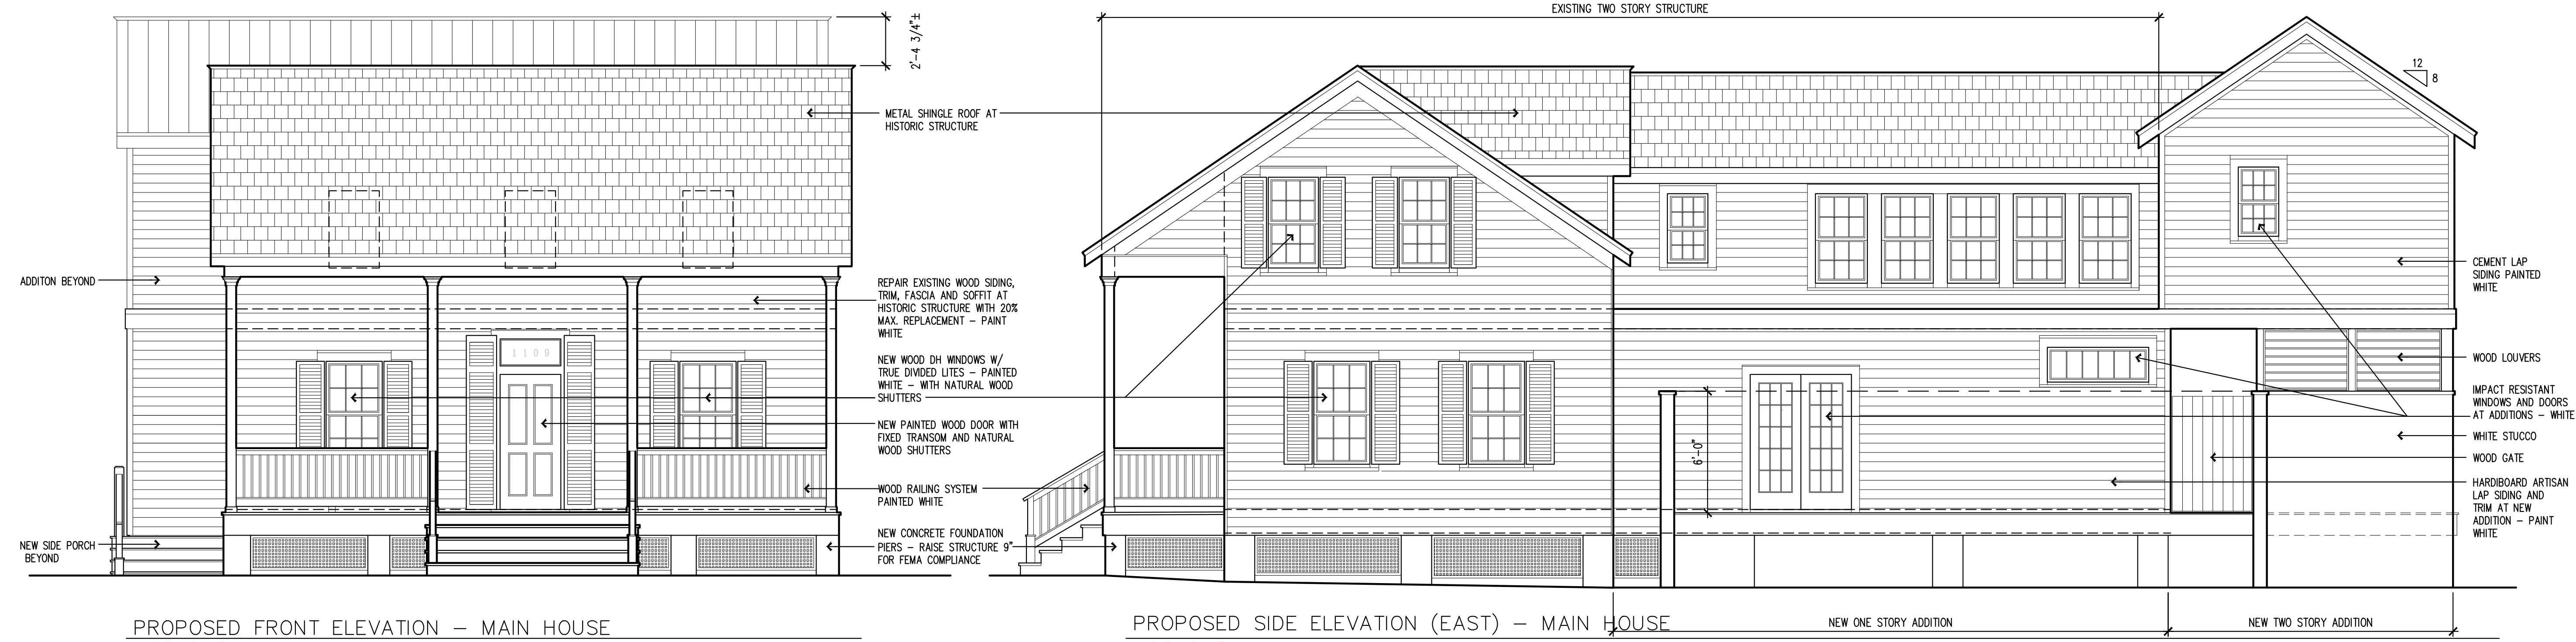 EXISTING TWO STORY STRUCTURE
2'-4 3/4"±
12
8
METAL SHINGLE ROOF AT
HISTORIC STRUCTURE
ADDITON BEYOND
REPAIR EXISTING WOOD SIDING,
TRIM, FASCIA AND SOFFIT AT
HISTORIC STRUCTURE WITH 20%
MAX. REPLACEMENT – PAINT
WHITE
CEMENT LAP
SIDING PAINTED
WHITE
1109
NEW WOOD DH WINDOWS W/
TRUE DIVIDED LITES – PAINTED
WHITE – WITH NATURAL WOOD
SHUTTERS
WOOD LOUVERS
IMPACT RESISTANT
WINDOWS AND DOORS
AT ADDITIONS – WHITE
NEW PAINTED WOOD DOOR WITH
FIXED TRANSOM AND NATURAL
WOOD SHUTTERS
6'-0"
WHITE STUCCO
WOOD GATE
WOOD RAILING SYSTEM
PAINTED WHITE
HARDIBOARD ARTISAN
LAP SIDING AND
TRIM AT NEW
ADDITION – PAINT
WHITE
NEW SIDE PORCH
BEYOND
NEW CONCRETE FOUNDATION
PIERS – RAISE STRUCTURE 9"
FOR FEMA COMPLIANCE
PROPOSED FRONT ELEVATION – MAIN HOUSE
PROPOSED SIDE ELEVATION (EAST) – MAIN HOUSE
NEW ONE STORY ADDITION
NEW TWO STORY ADDITION